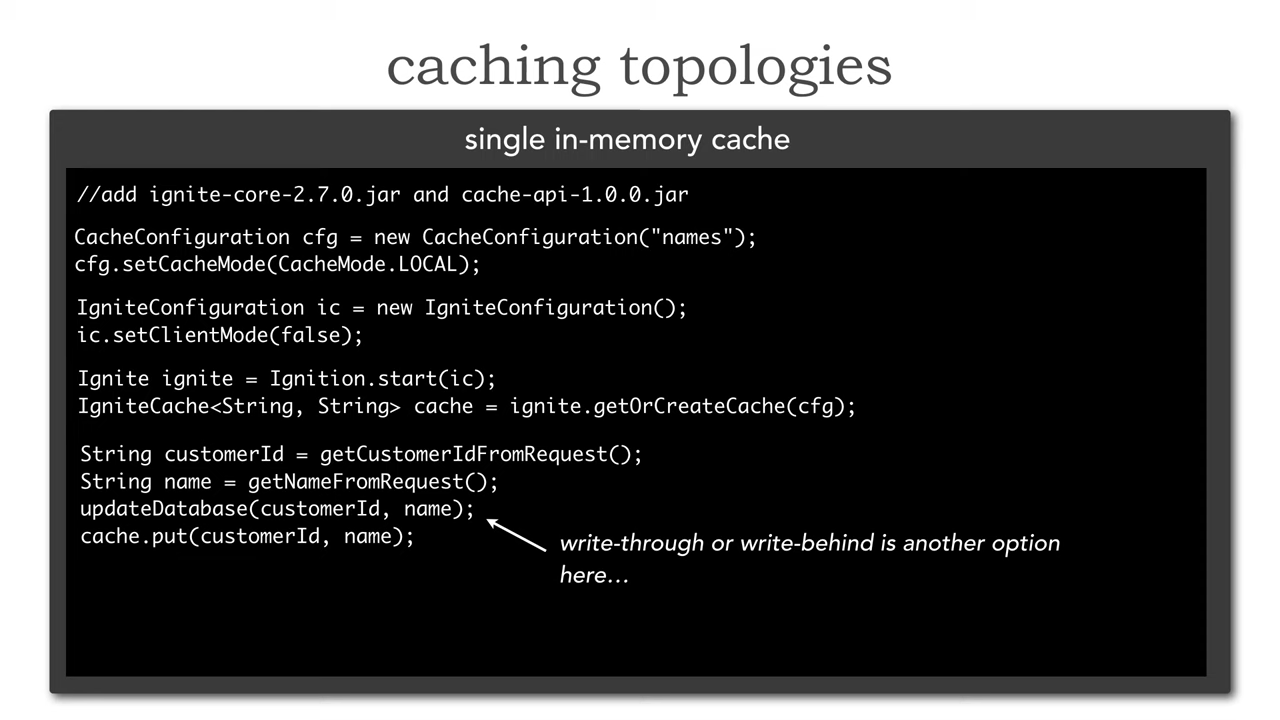 caching topologies
single in-memory cache
//add ignite-core-2.7.0.jar and cache-api-1.0.0.jar
CacheConfiguration cfg = new CacheConfiguration("names");
cfg.setCacheMode(CacheMode.LOCAL);
IgniteConfiguration ic = new IgniteConfiguration();
ic.setClientMode(false);
Ignite ignite = Ignition.start(ic);
IgniteCache<String, String> cache = ignite.getOrCreateCache(cfg);
String customerId = getCustomerIdFromRequest();
String name = getNameFromRequest();
updateDatabase(customerId, name);
cache.put(customerId, name);
write-through or write-behind is another option
here…